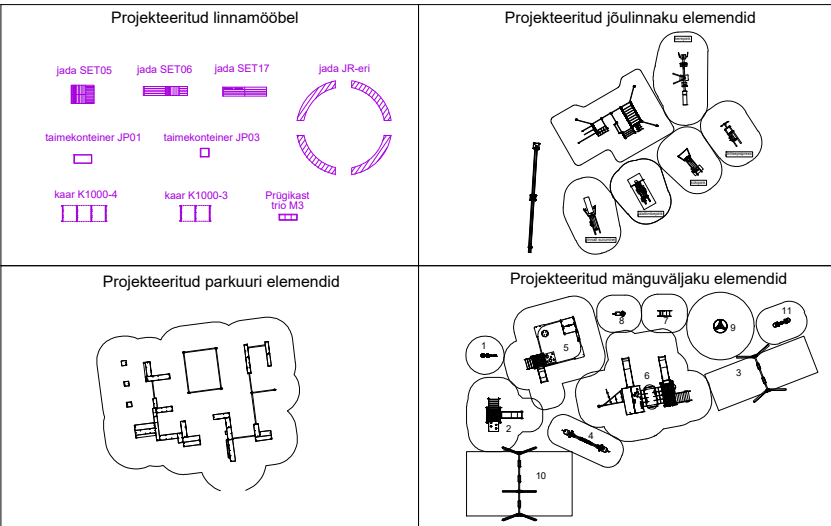 Projekteeritud linnamööbel
jada SET05
jada SET06
jada SET17
jada JR-eri
taimekonteiner JP01
taimekonteiner JP03
kaar K1000-4
kaar K1000-3
Prügikast
trio M3
Projekteeritud jõulinnaku elemendid
Projekteeritud parkuuri elemendid
Projekteeritud mänguväljaku elemendid
1
2
3
4
5
6
7
8
9
10
11